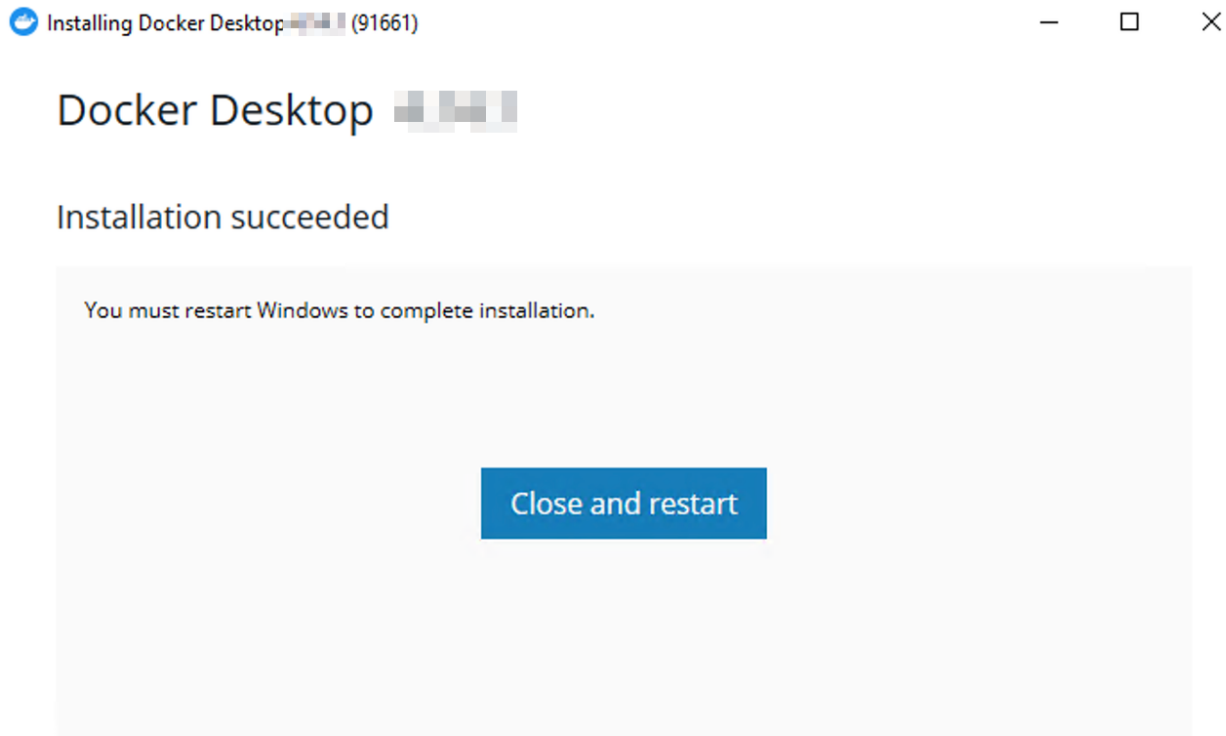 Installing Docker Desktop (91661)
Docker Desktop
Installation succeeded
You must restart Windows to complete installation.
Close and restart